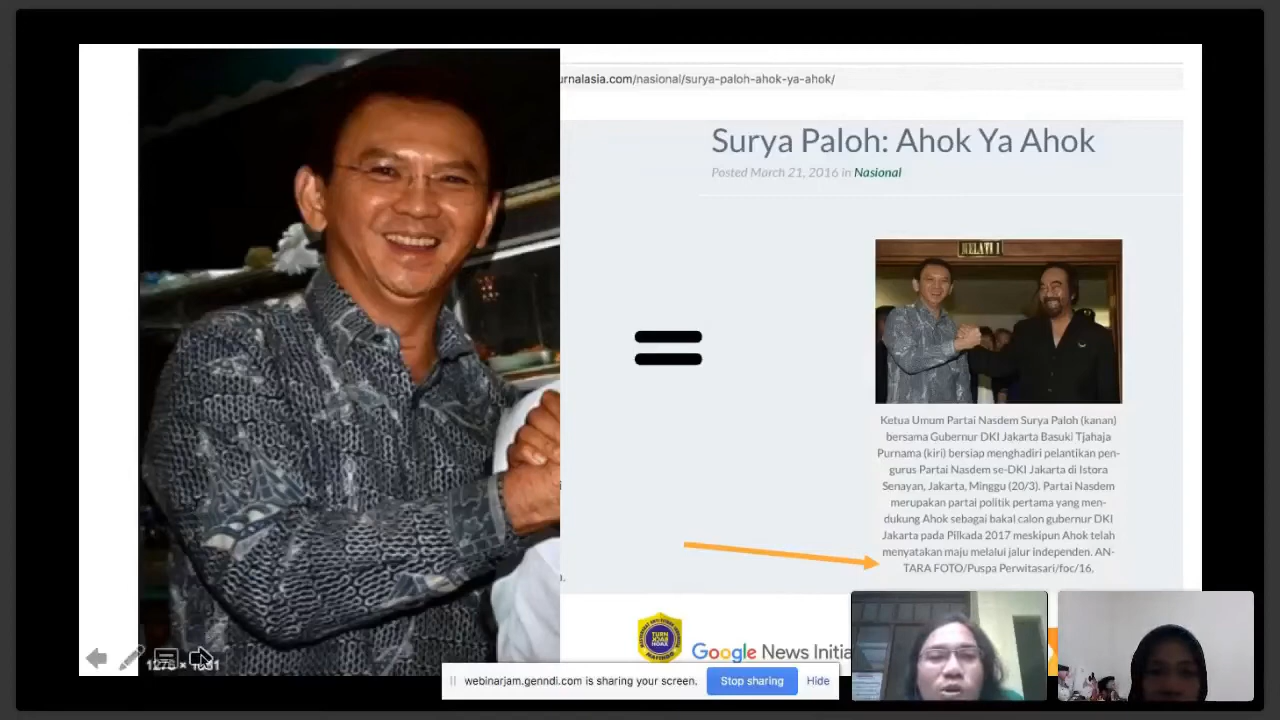 urnalasia.com/nasional/surya-paloh-ahok-ya-ahok/
Surya Paloh: Ahok Ya Ahok
Posted March 21, 2016 in Nasional
MELATI 1
Ketua Umum Partai Nasdem Surya Paloh (kanan)
bersama Gubernur DKI Jakarta Basuki Tjahaja
Purnama (kiri) bersiap menghadiri pelantikan pen-
gurus Partai Nasdem se-DKI Jakarta di Istora
Senayan, Jakarta, Minggu (20/3). Partai Nasdem
merupakan partai politik pertama yang men-
dukung Ahok sebagai bakal calon gubernur DKI
Jakarta pada Pilkada 2017 meskipun Ahok telah
menyatakan maju melalui jalur independen. AN-
TARA FOTO/Puspa Perwitasari/foc/16.
TURN
BACK
HOAX
MAFINDO
Google News Initia
webinarjam.genndi.com is sharing your screen.
Stop sharing
Hide